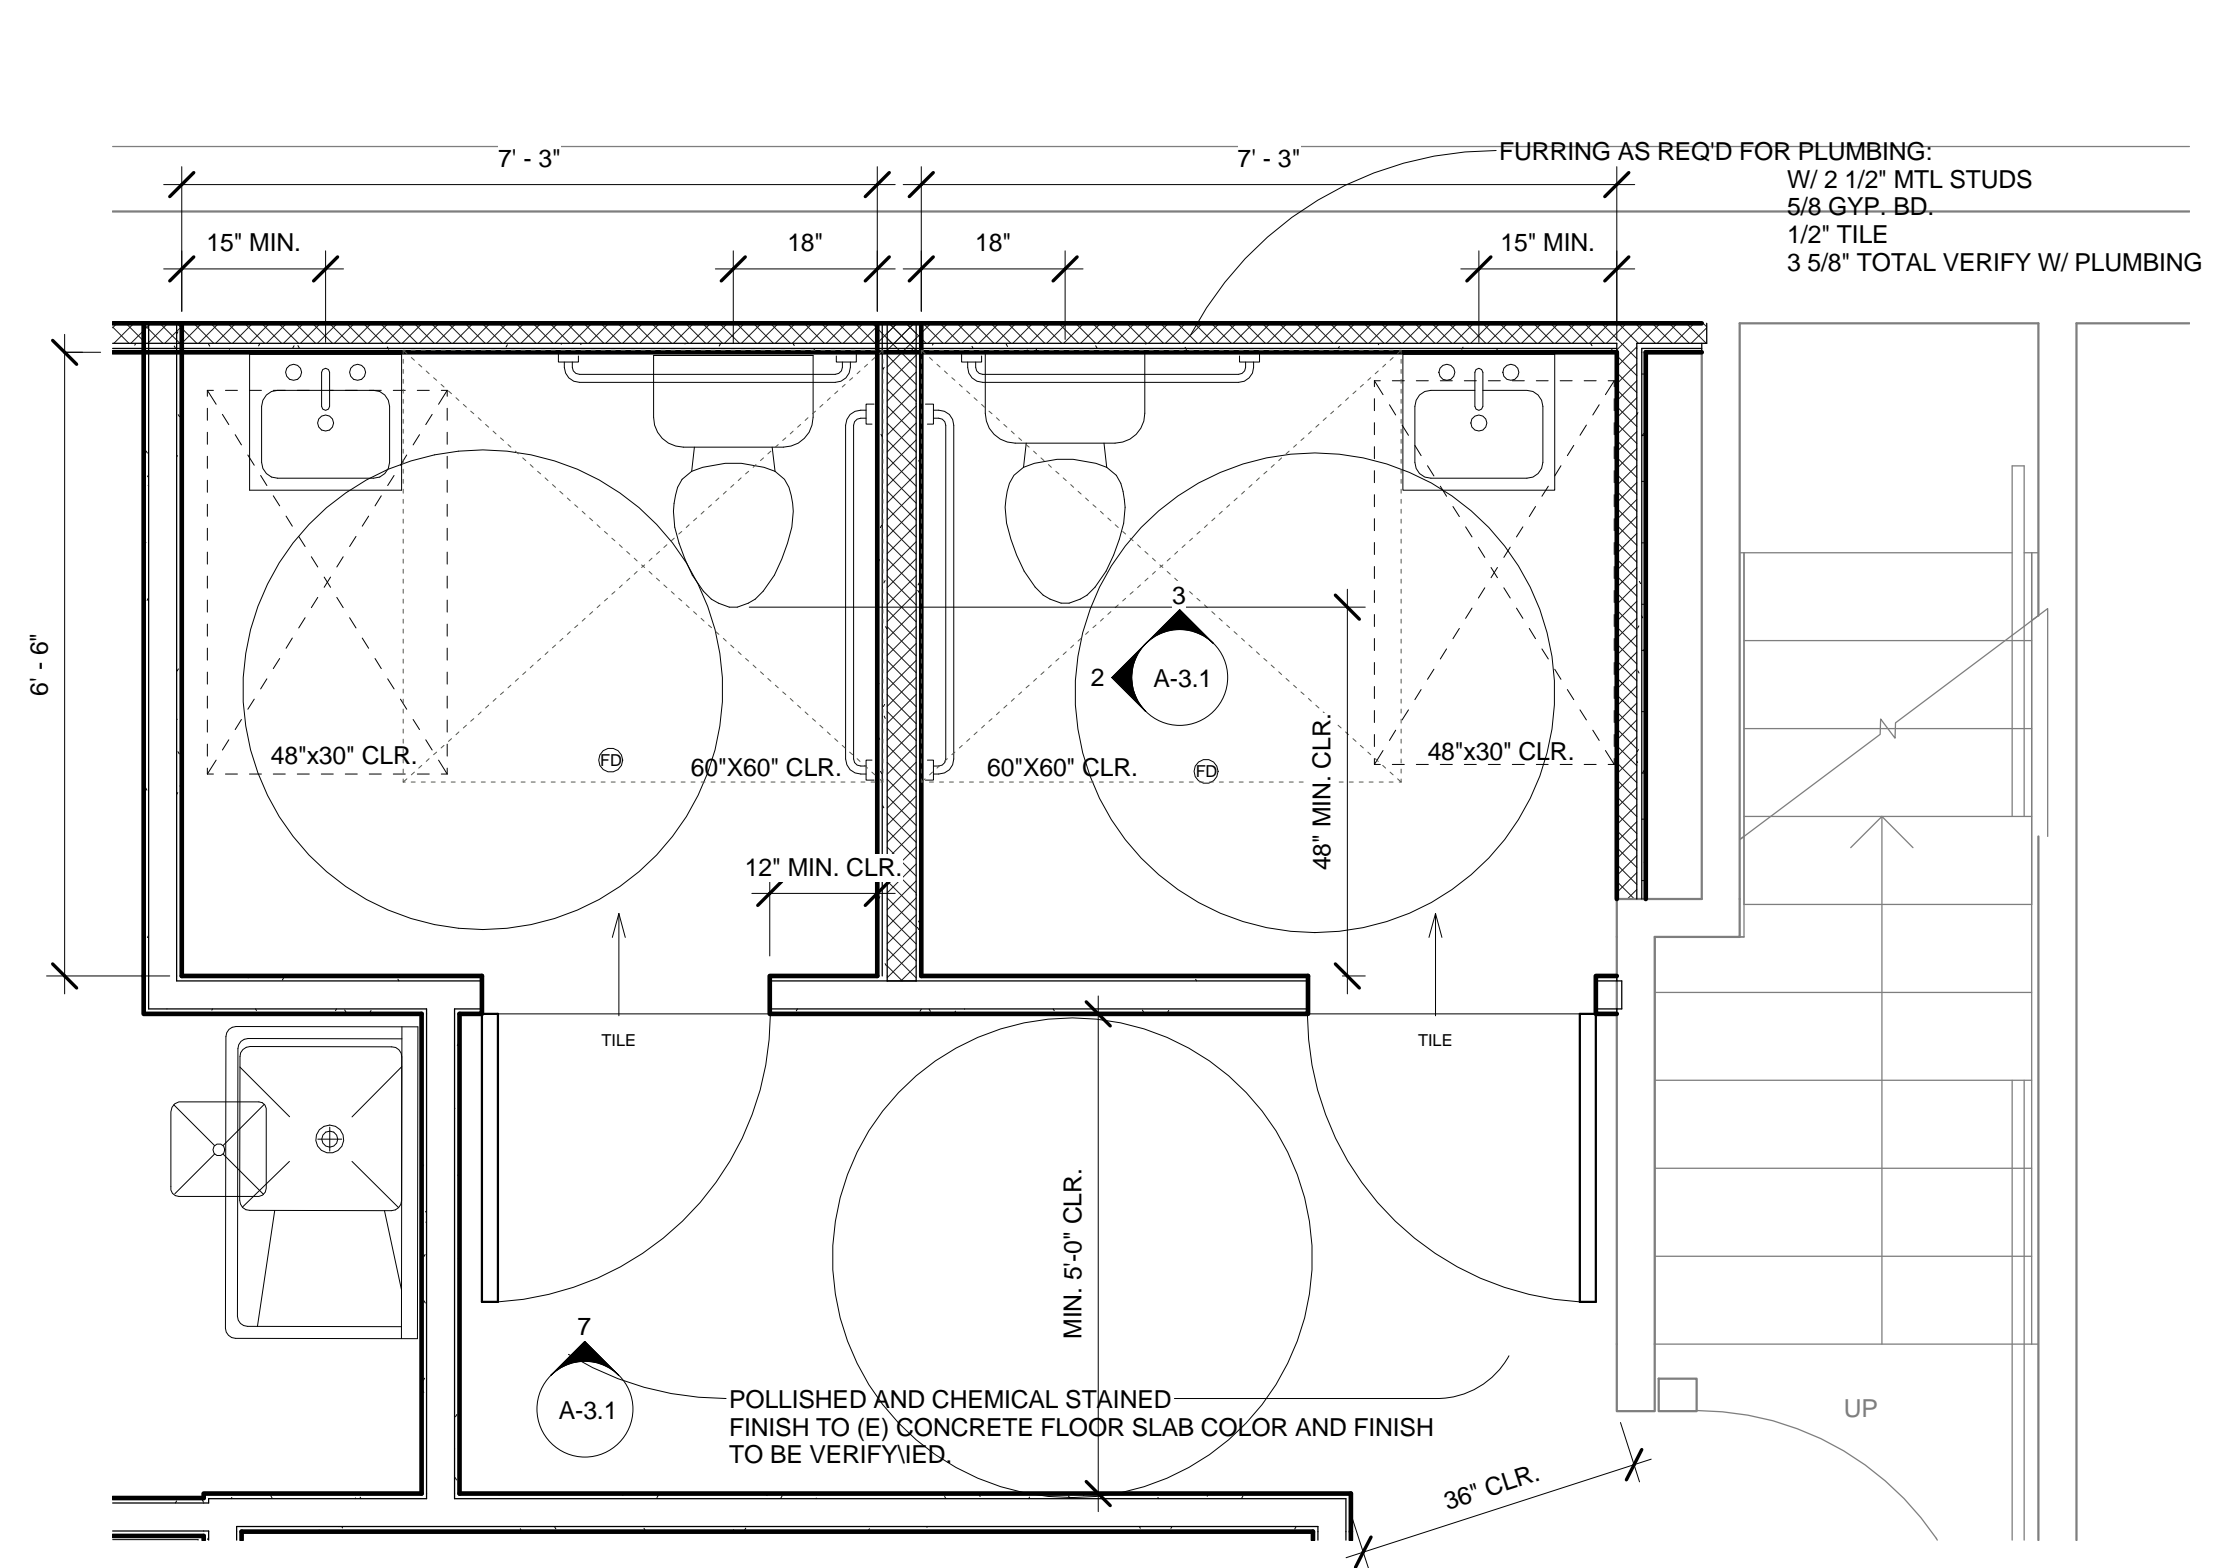 7' - 3"
7' - 3"
FURRING AS REQ'D FOR PLUMBING:
W/ 2 1/2" MTL STUDS
5/8 GYP. BD.
1/2" TILE
3 5/8" TOTAL VERIFY W/ PLUMBING
15" MIN.
18"
18"
15" MIN.
6' - 6"
3
2
A-3.1
48"x30" CLR.
FD
60"X60" CLR.
60"X60" CLR.
FD
48" MIN. CLR.
48"x30" CLR.
12" MIN. CLR.
TILE
TILE
MIN. 5'-0" CLR.
7
A-3.1
POLLISHED AND CHEMICAL STAINED
FINISH TO (E) CONCRETE FLOOR SLAB COLOR AND FINISH
TO BE VERIFY\IED.
UP
36" CLR.